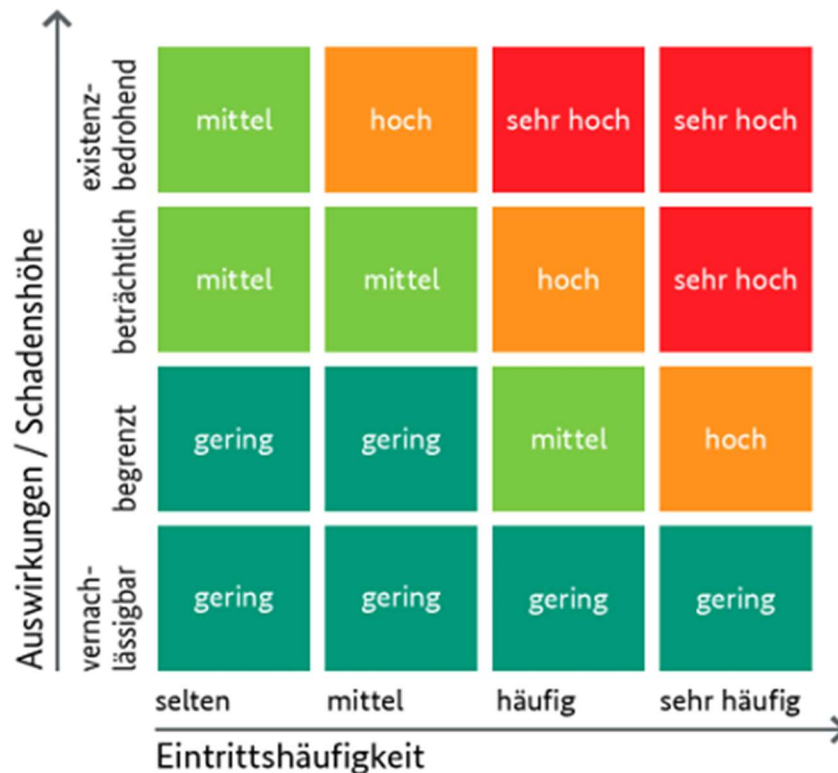 Auswirkungen / Schadenshöhe
existenz-
bedrohend
mittel
hoch
sehr hoch
sehr hoch
beträchtlich
mittel
mittel
hoch
sehr hoch
begrenzt
gering
gering
mittel
hoch
vernach-
lässigbar
gering
gering
gering
gering
selten
mittel
häufig
sehr häufig
Eintrittshäufigkeit